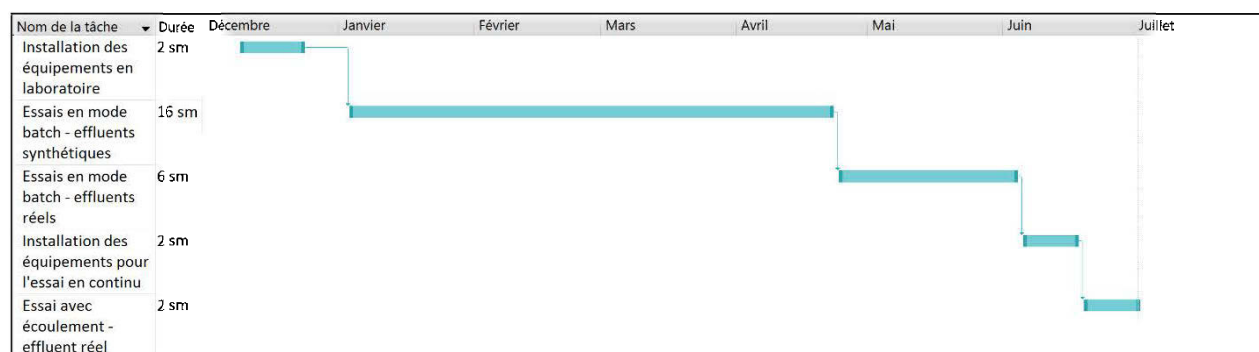 Nom de la tâche Durée Décembre Janvier Février Mars Avril Mai Juin Juillet
Installation des 2 sm
équipements en
laboratoire
Essais en mode 16 sm
batch - effluents
synthétiques
Essais en mode 6 sm
batch - effluents
réels
Installation des 2 sm
équipements pour
l'essai en continu
Essai avec 2 sm
écoulement -
effluent réel